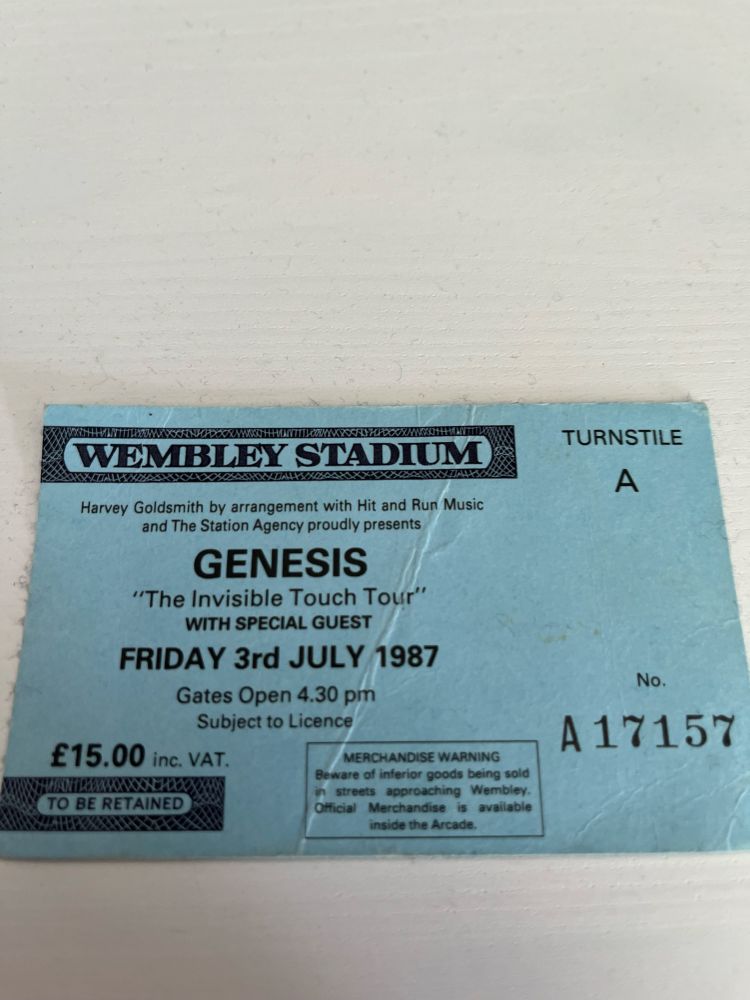 WEMBLEY STADIUM
TURNSTILE
A
Harvey Goldsmith by arrangement with Hit and Run Music
and The Station Agency proudly presents
GENESIS
"The Invisible Touch Tour"
WITH SPECIAL GUEST
FRIDAY 3rd JULY 1987
Gates Open 4.30 pm
Subject to Licence
No.
A 17157
£15.00 inc. VAT.
TO BE RETAINED
MERCHANDISE WARNING
Beware of inferior goods being sold
in streets approaching Wembley.
Official Merchandise is available
inside the Arcade.